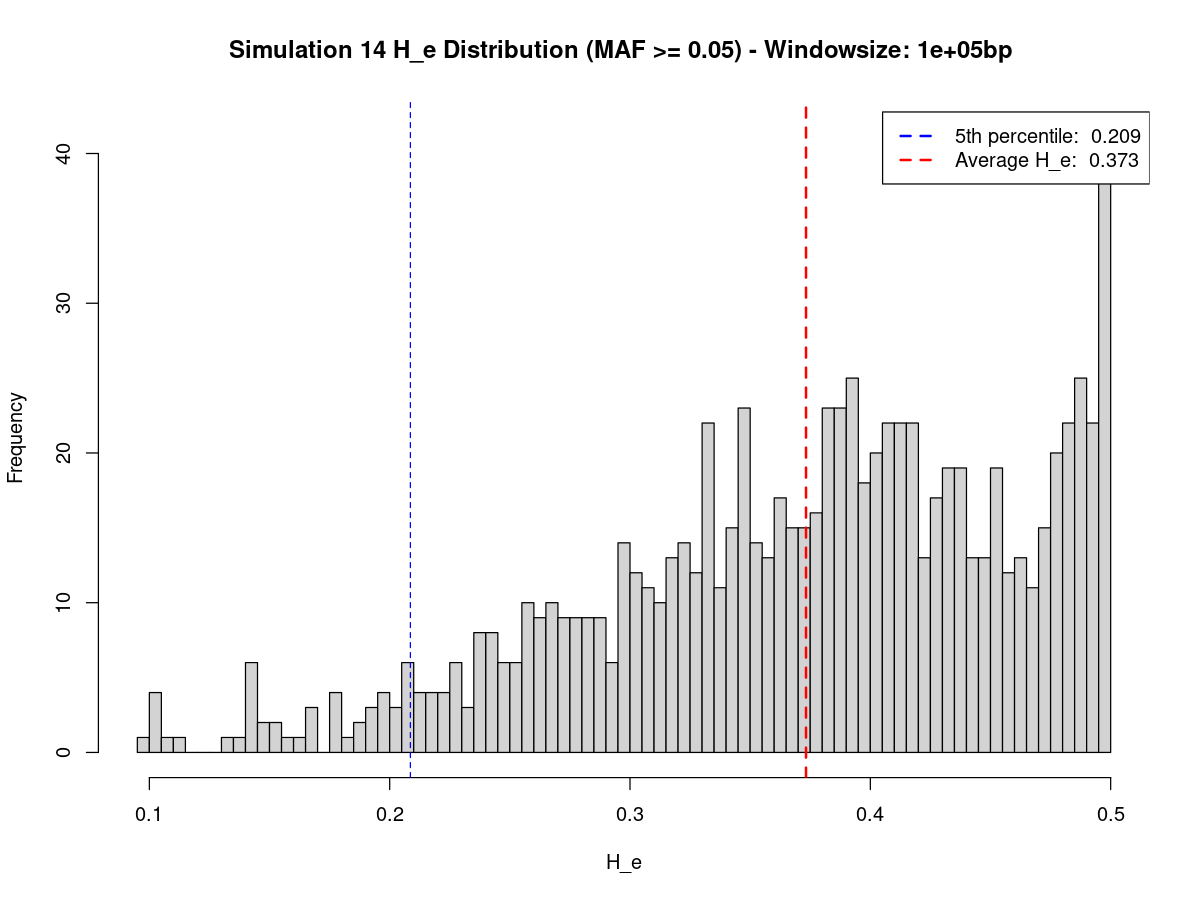 Simulation 14 H_e Distribution (MAF >= 0.05) - Windowsize: 1e+05bp
5th percentile:  0.209
Average H_e:  0.373
Frequency
40
30
20
10
0
0.1
0.2
0.3
0.4
0.5
H_e